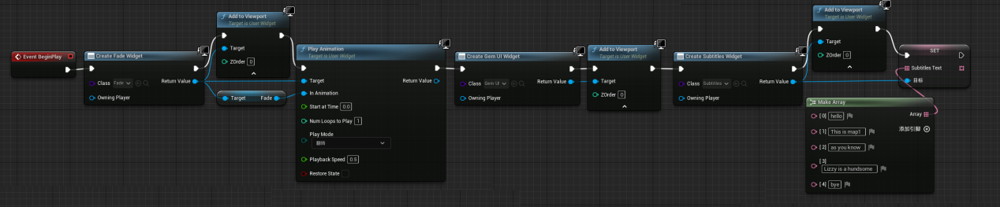 Event BeginPlay
Create Fade Widget
Class
Fade
Return Value
Owning Player
Add to Viewport
Target is User Widget
Target
ZOrder
0
Target
Fade
Play Animation
Target is User Widget
Target
Return Value
In Animation
Start at Time
0.0
Num Loops to Play
1
Play Mode
翻转
Playback Speed
0.5
Restore State
Create Gem UI Widget
Class
Gem UI
Return Value
Owning Player
Add to Viewport
Target is User Widget
Target
ZOrder
0
Create Subtitles Widget
Class
Subtitles
Return Value
Owning Player
Add to Viewport
Target is User Widget
Target
ZOrder
0
SET
Subtitles Text
目标
Make Array
[0]
hello
Array
[1]
This is map1
添加引脚
[2]
as you know
[3]
Lizzy is a handsome
[4]
bye